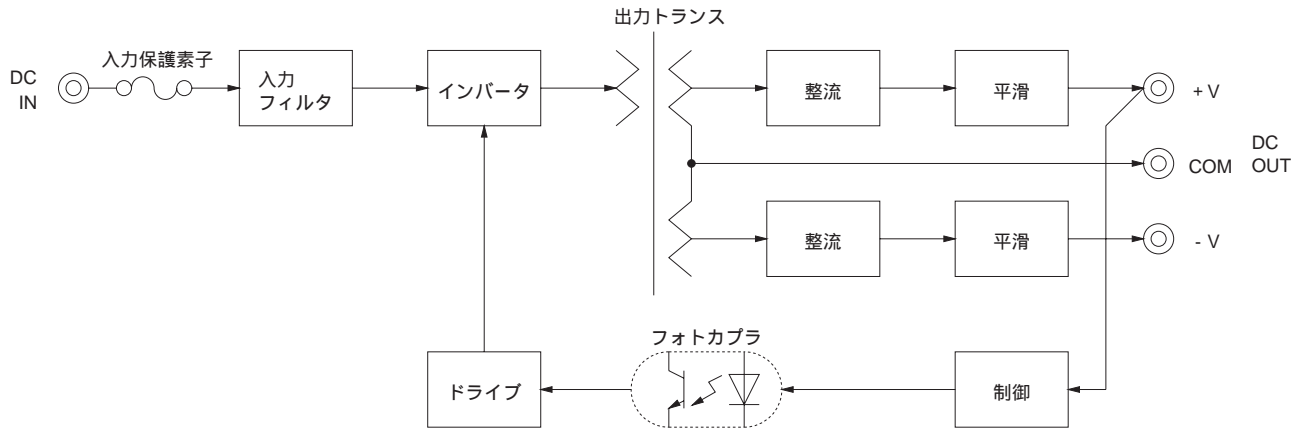 出力トランス
入力保護素子
DC
IN
入力
フィルタ
インバータ
整流
平滑
+ V
COM
DC
OUT
整流
平滑
- V
フォトカプラ
ドライブ
制御